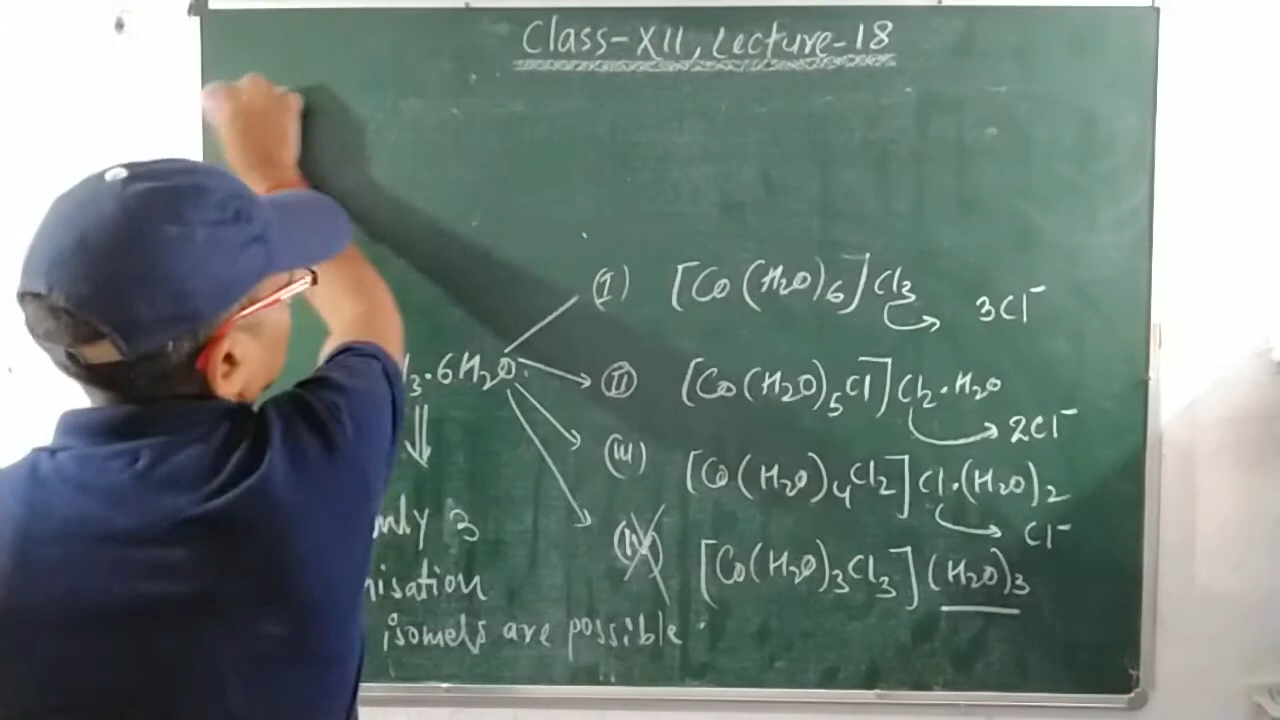 Class-XII, Lecture-18
(I) [Co(H₂O)₆]Cl₃
3Cl⁻
l₃·6H₂O
(II) [Co(H₂O)₅Cl]Cl₂·H₂O
2Cl⁻
(III) [Co(H₂O)₄Cl₂]Cl·(H₂O)₂
Cl⁻
nly 3
(IV) [Co(H₂O)₃Cl₃](H₂O)₃
nisation
isomers are possible.